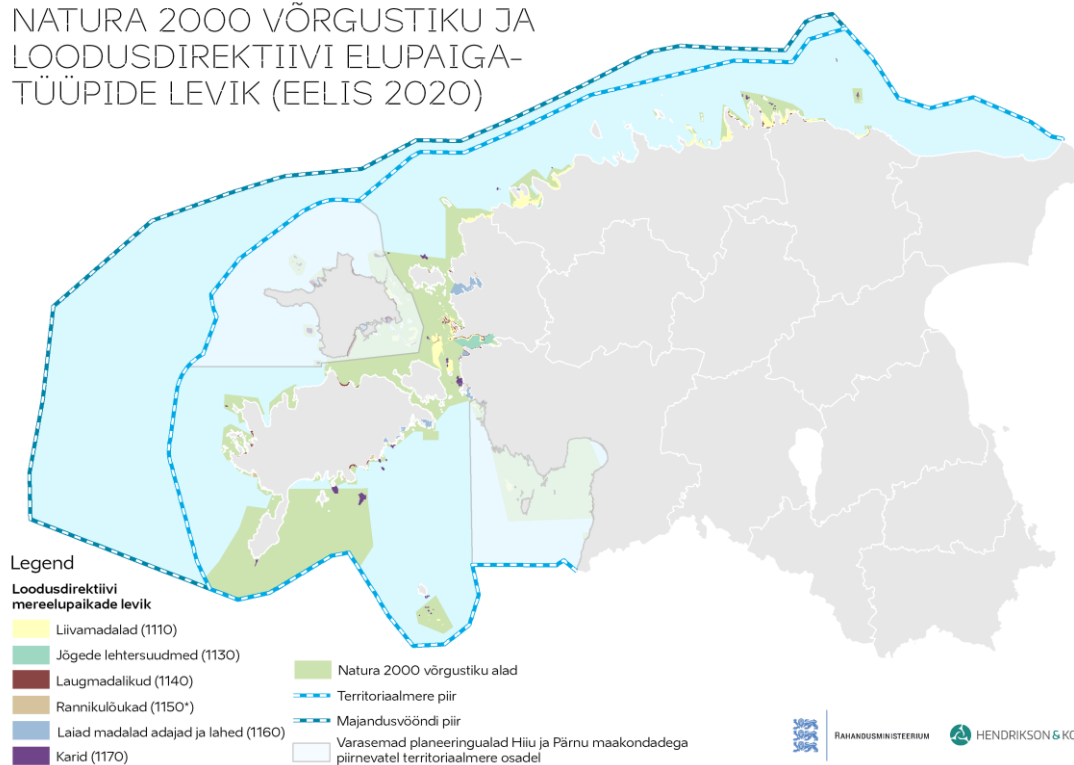 NATURA 2000 VÕRGUSTIKU JA
LOODUSDIREKTIIVI ELUPAIGA-
TÜÜPIDE LEVIK (EELIS 2020)
Legend
Loodusdirektiivi
mereelupaikade levik
Liivamadalad (1110)
Jõgede lehtersuudmed (1130)
Laugmadalikud (1140)
Rannikulõukad (1150*)
Laiad madalad adajad ja lahed (1160)
Karid (1170)
Natura 2000 võrgustiku alad
Territoriaalmere piir
Majandusvööndi piir
Varasemad planeeringualad Hiiu ja Pärnu maakondadega
piirnevatel territoriaalmere osadel
RAHANDUSMINISTEERIUM
HENDRIKSON & KO